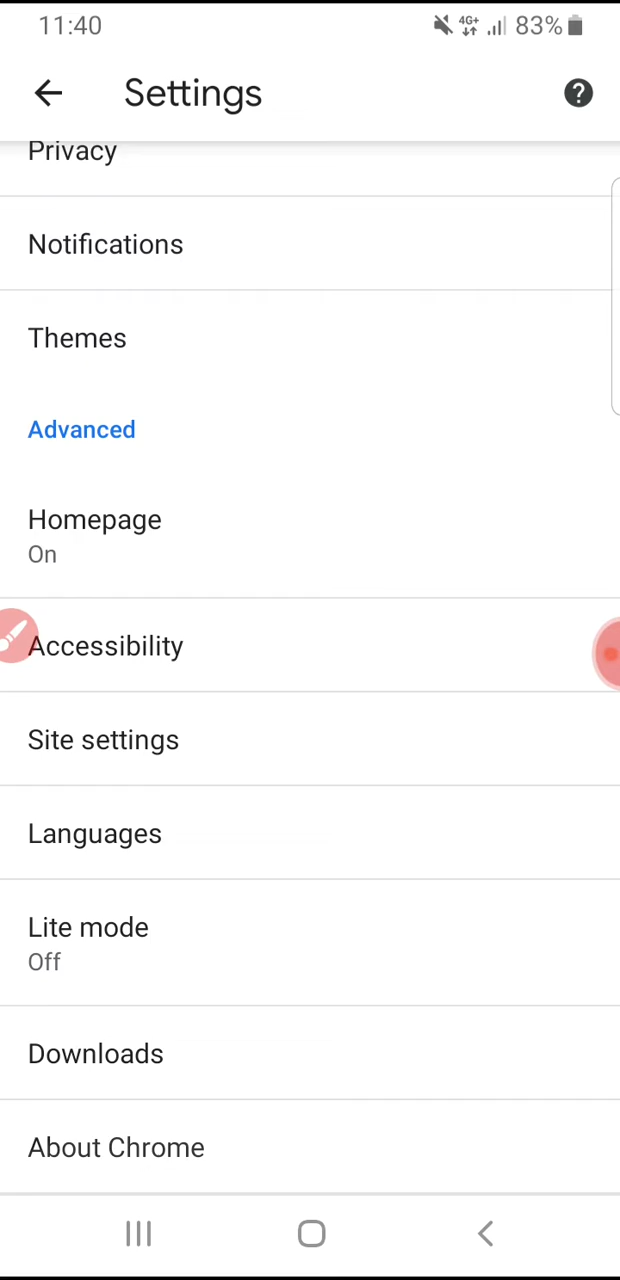 11:40
4G+ 83%
Settings
?
Privacy
Notifications
Themes
Advanced
Homepage
On
Accessibility
Site settings
Languages
Lite mode
Off
Downloads
About Chrome